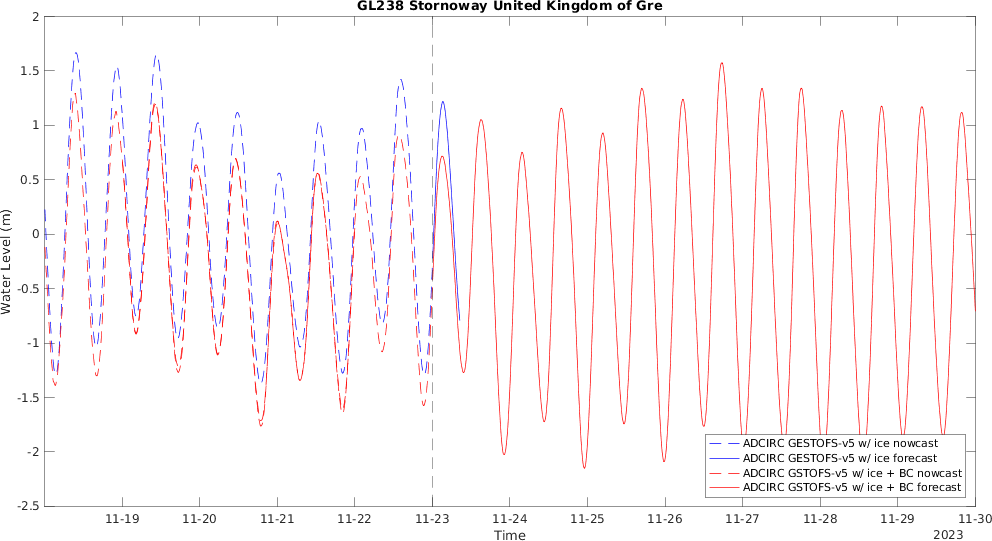 GL238 Stornoway United Kingdom of Gre
2
1.5
1
0.5
0
-0.5
-1
-1.5
-2
-2.5
Water Level (m)
11-19 11-20 11-21 11-22 11-23 11-24 11-25 11-26 11-27 11-28 11-29 11-30
Time
2023
ADCIRC GESTOFS-v5 w/ ice nowcast
ADCIRC GESTOFS-v5 w/ ice forecast
ADCIRC GSTOFS-v5 w/ ice + BC nowcast
ADCIRC GSTOFS-v5 w/ ice + BC forecast